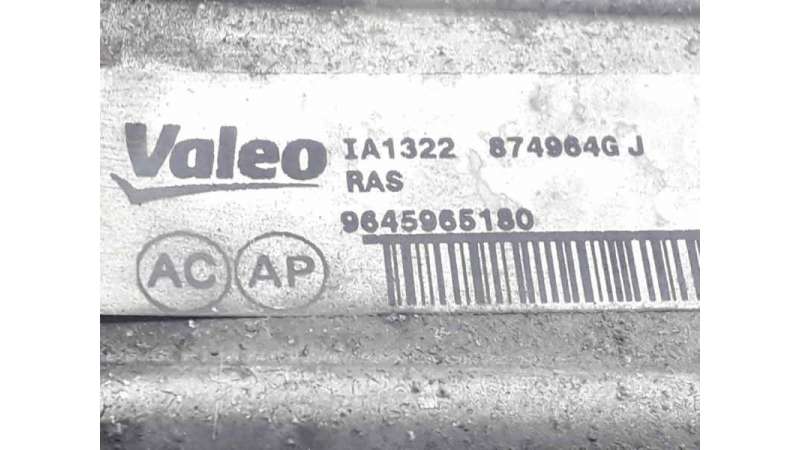 Valeo IA1322 874964G J
RAS
9645965180
AC AP